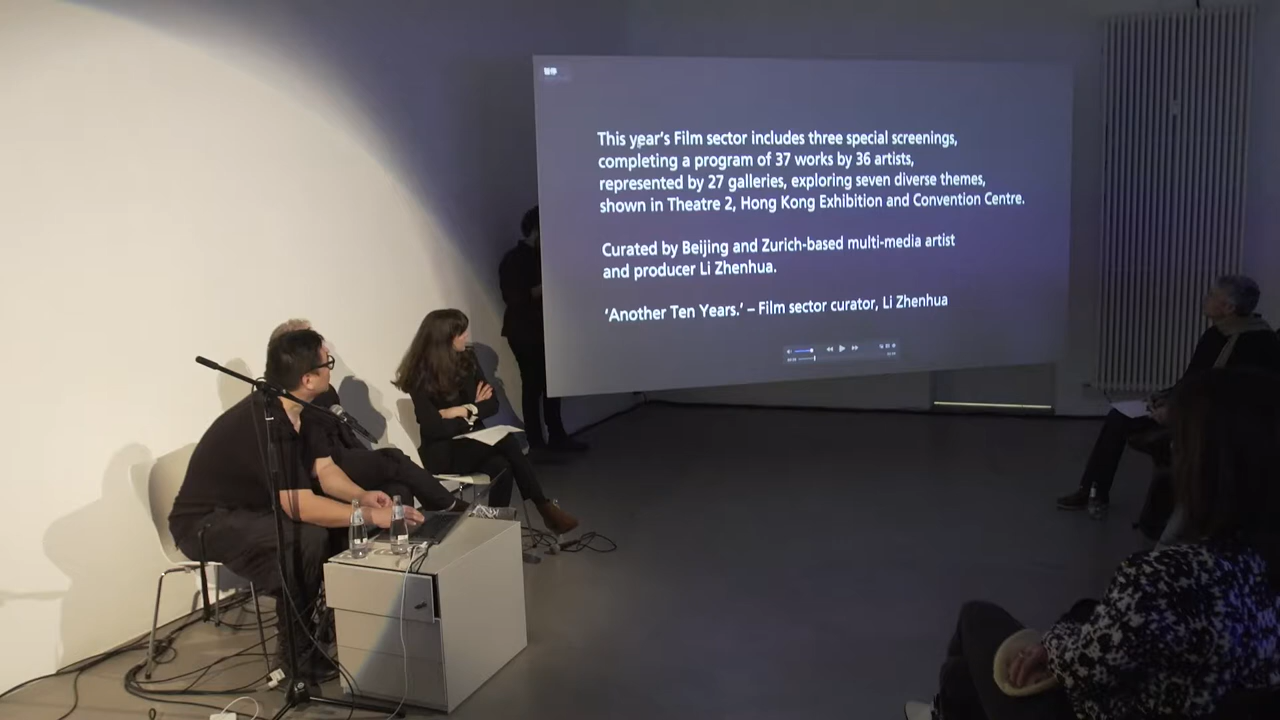 This year's Film sector includes three special screenings,
completing a program of 37 works by 36 artists,
represented by 27 galleries, exploring seven diverse themes,
shown in Theatre 2, Hong Kong Exhibition and Convention Centre.
Curated by Beijing and Zurich-based multi-media artist
and producer Li Zhenhua.
‘Another Ten Years.’ – Film sector curator, Li Zhenhua